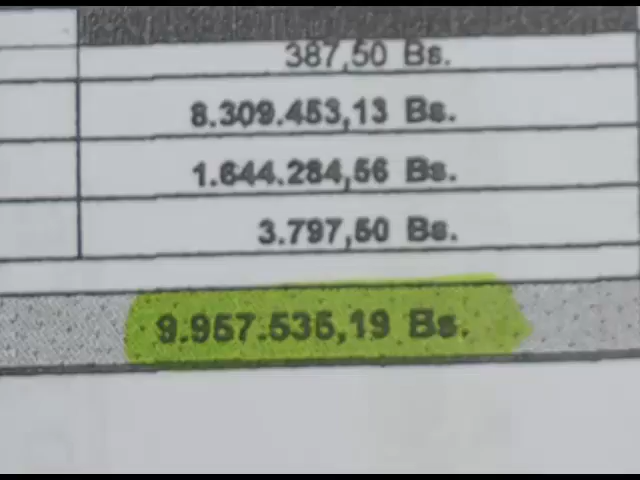 387,50 Bs.
8.309.453,13 Bs.
1.644.284,56 Bs.
3.797,50 Bs.
9.957.535,19 Bs.